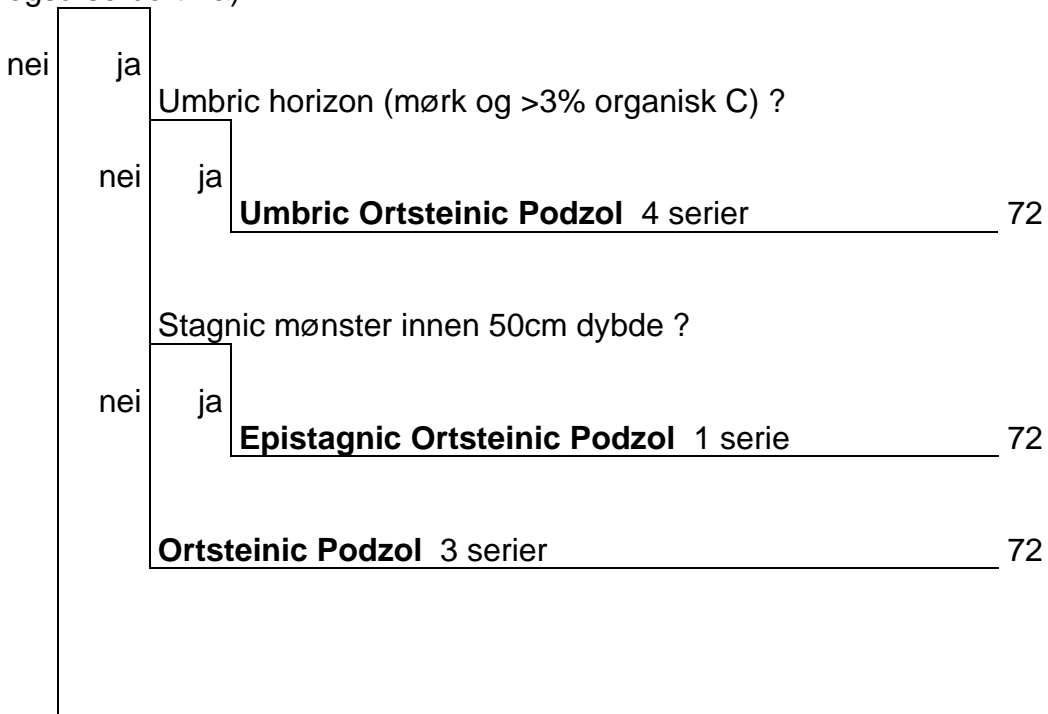 nei ja
Umbric horizon (mørk og >3% organisk C) ?
nei ja
Umbric Ortsteinic Podzol 4 serier 72
Stagnic mønster innen 50cm dybde ?
nei ja
Epistagnic Ortsteinic Podzol 1 serie 72
Ortsteinic Podzol 3 serier 72